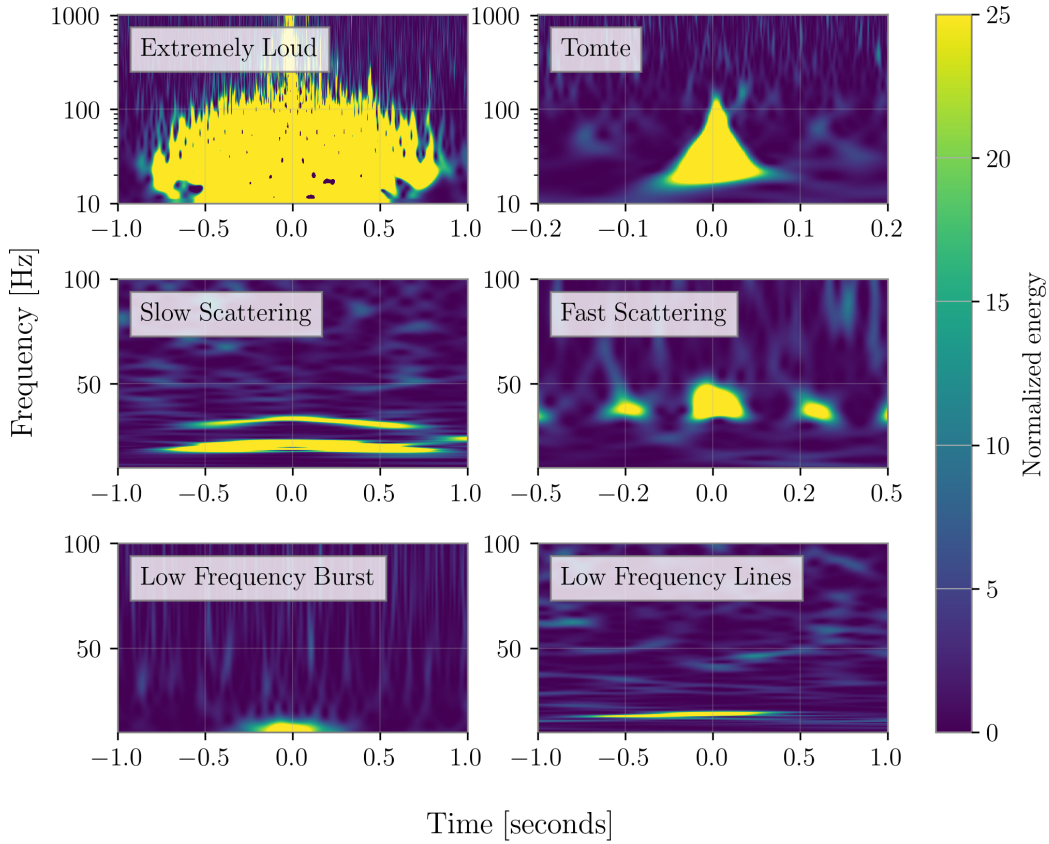 Extremely Loud
1000
100
10
−1.0 −0.5 0.0 0.5 1.0
Tomte
1000
100
10
−0.2 −0.1 0.0 0.1 0.2
Slow Scattering
100
50
−1.0 −0.5 0.0 0.5 1.0
Fast Scattering
100
50
−0.5 −0.2 0.0 0.2 0.5
Low Frequency Burst
100
50
−1.0 −0.5 0.0 0.5 1.0
Low Frequency Lines
100
50
−1.0 −0.5 0.0 0.5 1.0
Frequency [Hz]
Time [seconds]
25
20
15
10
5
0
Normalized energy